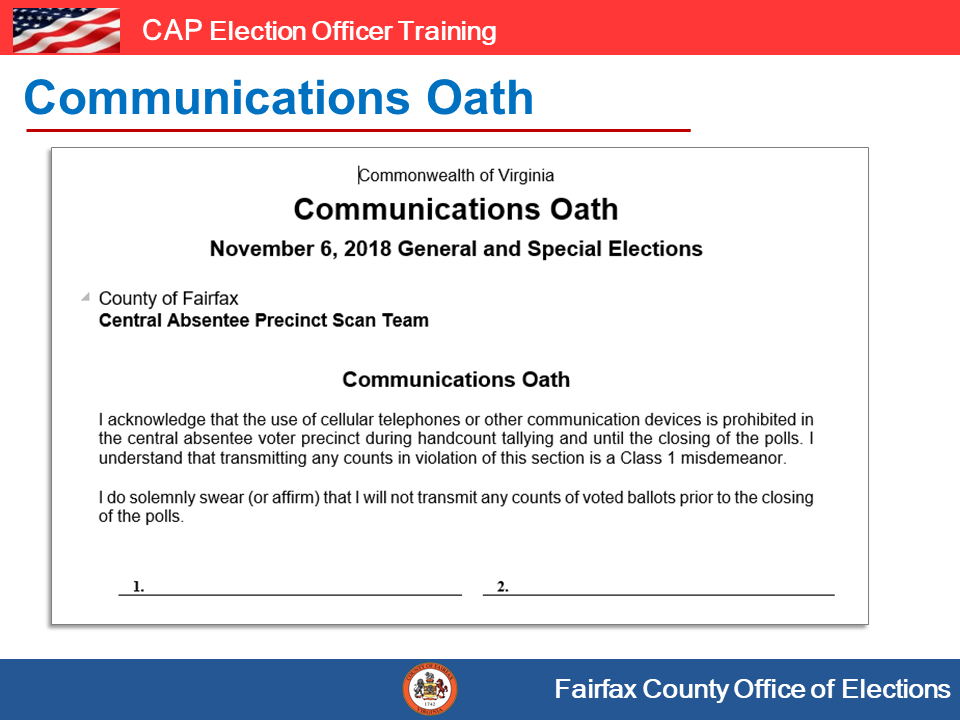 CAP Election Officer Training
Communications Oath
Commonwealth of Virginia
Communications Oath
November 6, 2018 General and Special Elections
County of Fairfax
Central Absentee Precinct Scan Team
Communications Oath
I acknowledge that the use of cellular telephones or other communication devices is prohibited in
the central absentee voter precinct during handcount tallying and until the closing of the polls. I
understand that transmitting any counts in violation of this section is a Class 1 misdemeanor.
I do solemnly swear (or affirm) that I will not transmit any counts of voted ballots prior to the closing
of the polls.
1. 2.
COUNTY OF FAIRFAX
1742
VIRGINIA
Fairfax County Office of Elections